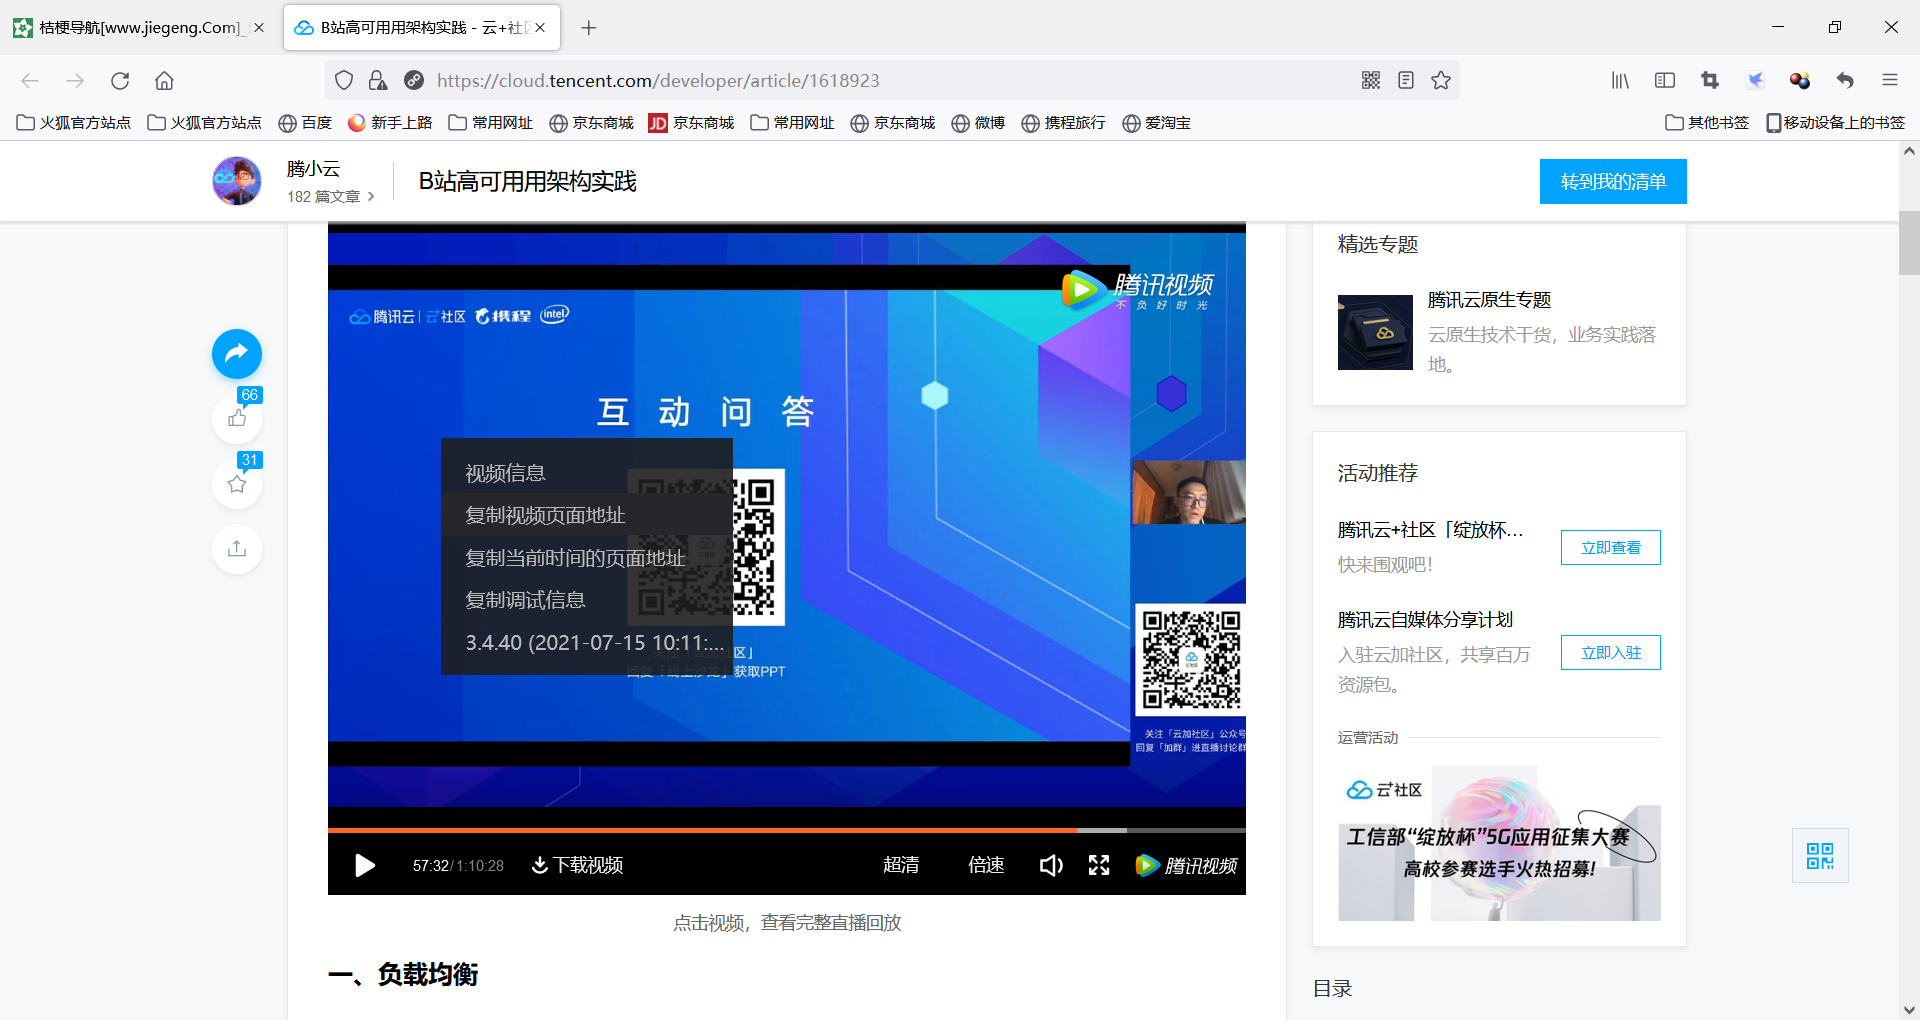 桔梗导航[www.jiegeng.Com]_
B站高可用用架构实践 - 云+社区
https://cloud.tencent.com/developer/article/1618923
火狐官方站点
火狐官方站点
百度
新手上路
常用网址
京东商城
JD 京东商城
常用网址
京东商城
微博
携程旅行
爱淘宝
其他书签
移动设备上的书签
腾小云
182 篇文章
B站高可用用架构实践
转到我的清单
66
31
腾讯云
云+社区
携程
intel
腾讯视频
不负好时光
互动问答
视频信息
复制视频页面地址
复制当前时间的页面地址
复制调试信息
3.4.40 (2021-07-15 10:11:...
关注「云加社区」
回复「线上沙龙」获取PPT
关注「云加社区」公众号
回复「加群」进直播讨论群
57:32/1:10:28
下载视频
超清
倍速
腾讯视频
点击视频，查看完整直播回放
一、负载均衡
精选专题
腾讯云原生专题
云原生技术干货，业务实践落
地。
活动推荐
腾讯云+社区「绽放杯...
快来围观吧!
立即查看
腾讯云自媒体分享计划
入驻云加社区，共享百万
资源包。
立即入驻
运营活动
云+社区
工信部“绽放杯”5G应用征集大赛
高校参赛选手火热招募!
目录